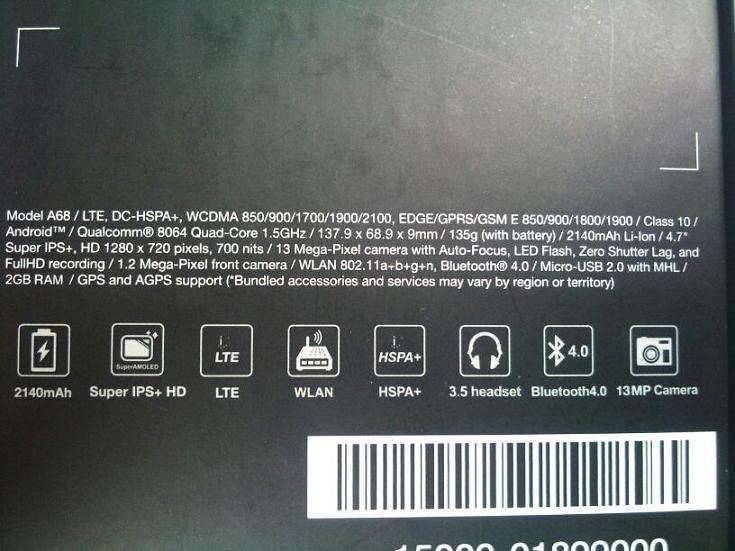 Model A68 / LTE, DC-HSPA+, WCDMA 850/900/1700/1900/2100, EDGE/GPRS/GSM E 850/900/1800/1900 / Class 10 /
Android™ / Qualcomm® 8064 Quad-Core 1.5GHz / 137.9 x 68.9 x 9mm / 135g (with battery) / 2140mAh Li-Ion / 4.7"
Super IPS+, HD 1280 x 720 pixels, 700 nits / 13 Mega-Pixel camera with Auto-Focus, LED Flash, Zero Shutter Lag, and
FullHD recording / 1.2 Mega-Pixel front camera / WLAN 802.11a+b+g+n, Bluetooth® 4.0 / Micro-USB 2.0 with MHL /
2GB RAM / GPS and AGPS support (*Bundled accessories and services may vary by region or territory)
SuperAMOLED LTE HSPA+ 4.0
2140mAh Super IPS+ HD LTE WLAN HSPA+ 3.5 headset Bluetooth4.0 13MP Camera